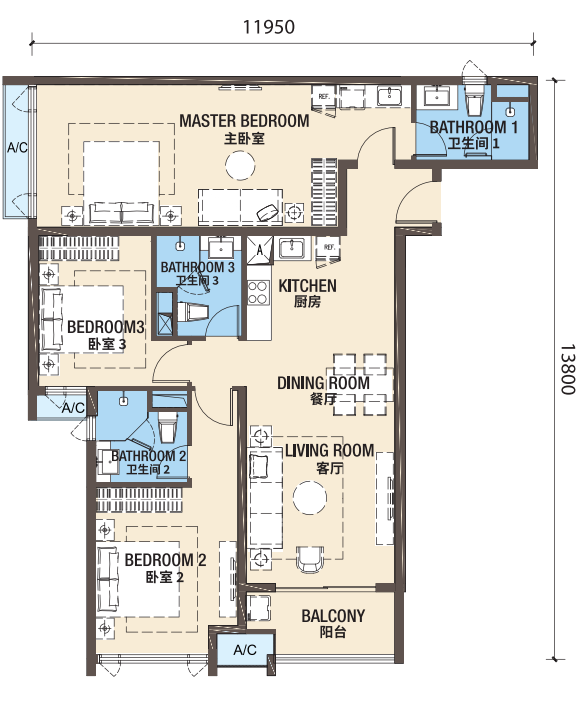 11950
MASTER BEDROOM
主卧室
REF.
BATHROOM 1
卫生间 1
A/C
BATHROOM 3
卫生间 3
A
REF.
KITCHEN
厨房
BEDROOM3
卧室 3
13800
DINING ROOM
餐厅
A/C
BATHROOM 2
卫生间 2
LIVING ROOM
客厅
BEDROOM 2
卧室 2
BALCONY
阳台
A/C